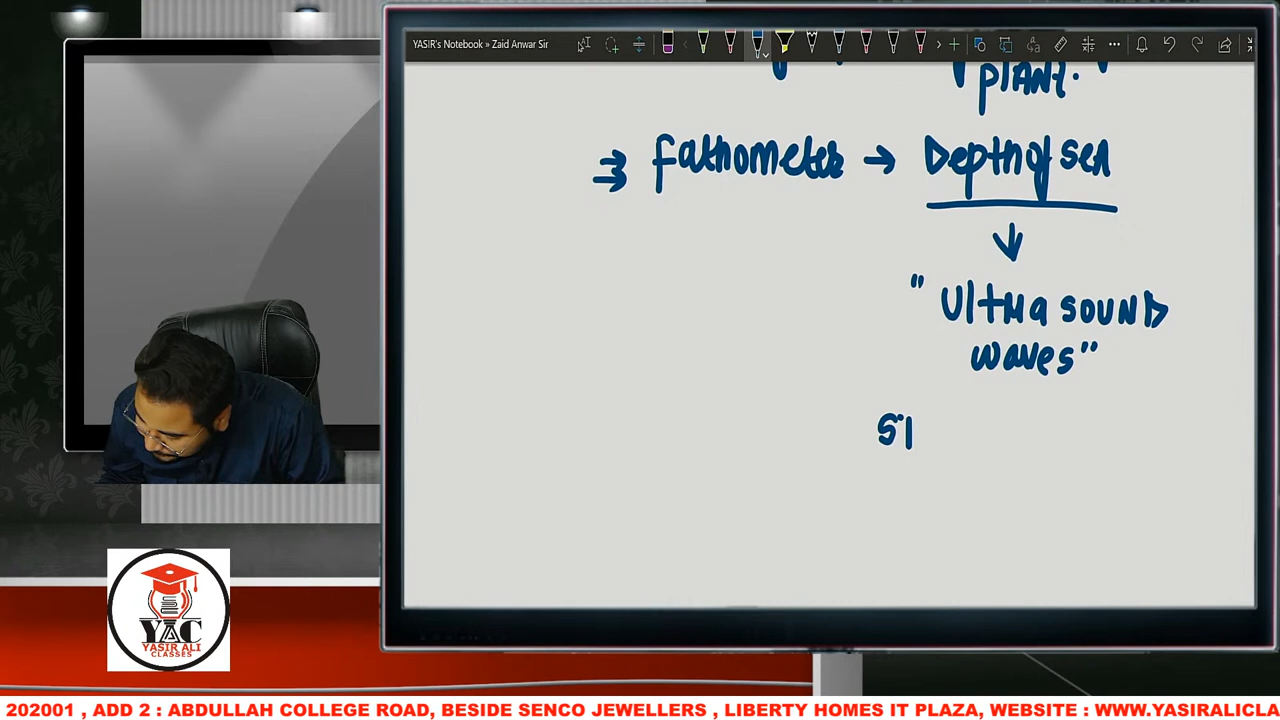 YASIR's Notebook » Zaid Anwar Sir
plant.
⇒ fathometer → Depth of sea
↓
" Ultra sound
waves"
SI
YAC
YASIR ALI
CLASSES
202001 , ADD 2 : ABDULLAH COLLEGE ROAD, BESIDE SENCO JEWELLERS , LIBERTY HOMES IT PLAZA, WEBSITE : WWW.YASIRALICLA